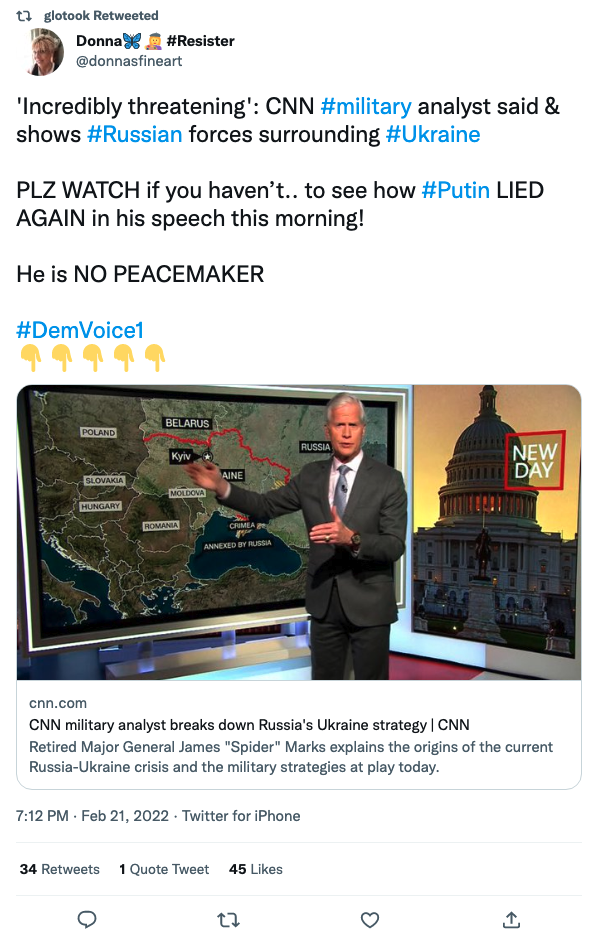 glotook Retweeted
Donna🦋 #Resister
@donnasfineart
'Incredibly threatening': CNN #military analyst said &
shows #Russian forces surrounding #Ukraine
PLZ WATCH if you haven’t.. to see how #Putin LIED
AGAIN in his speech this morning!
He is NO PEACEMAKER
#DemVoice1
👇👇👇👇👇
POLAND
BELARUS
RUSSIA
Kyiv
AINE
SLOVAKIA
MOLDOVA
HUNGARY
ROMANIA
CRIMEA
ANNEXED BY RUSSIA
NEW
DAY
cnn.com
CNN military analyst breaks down Russia's Ukraine strategy | CNN
Retired Major General James "Spider" Marks explains the origins of the current
Russia-Ukraine crisis and the military strategies at play today.
7:12 PM · Feb 21, 2022 · Twitter for iPhone
34 Retweets 1 Quote Tweet 45 Likes